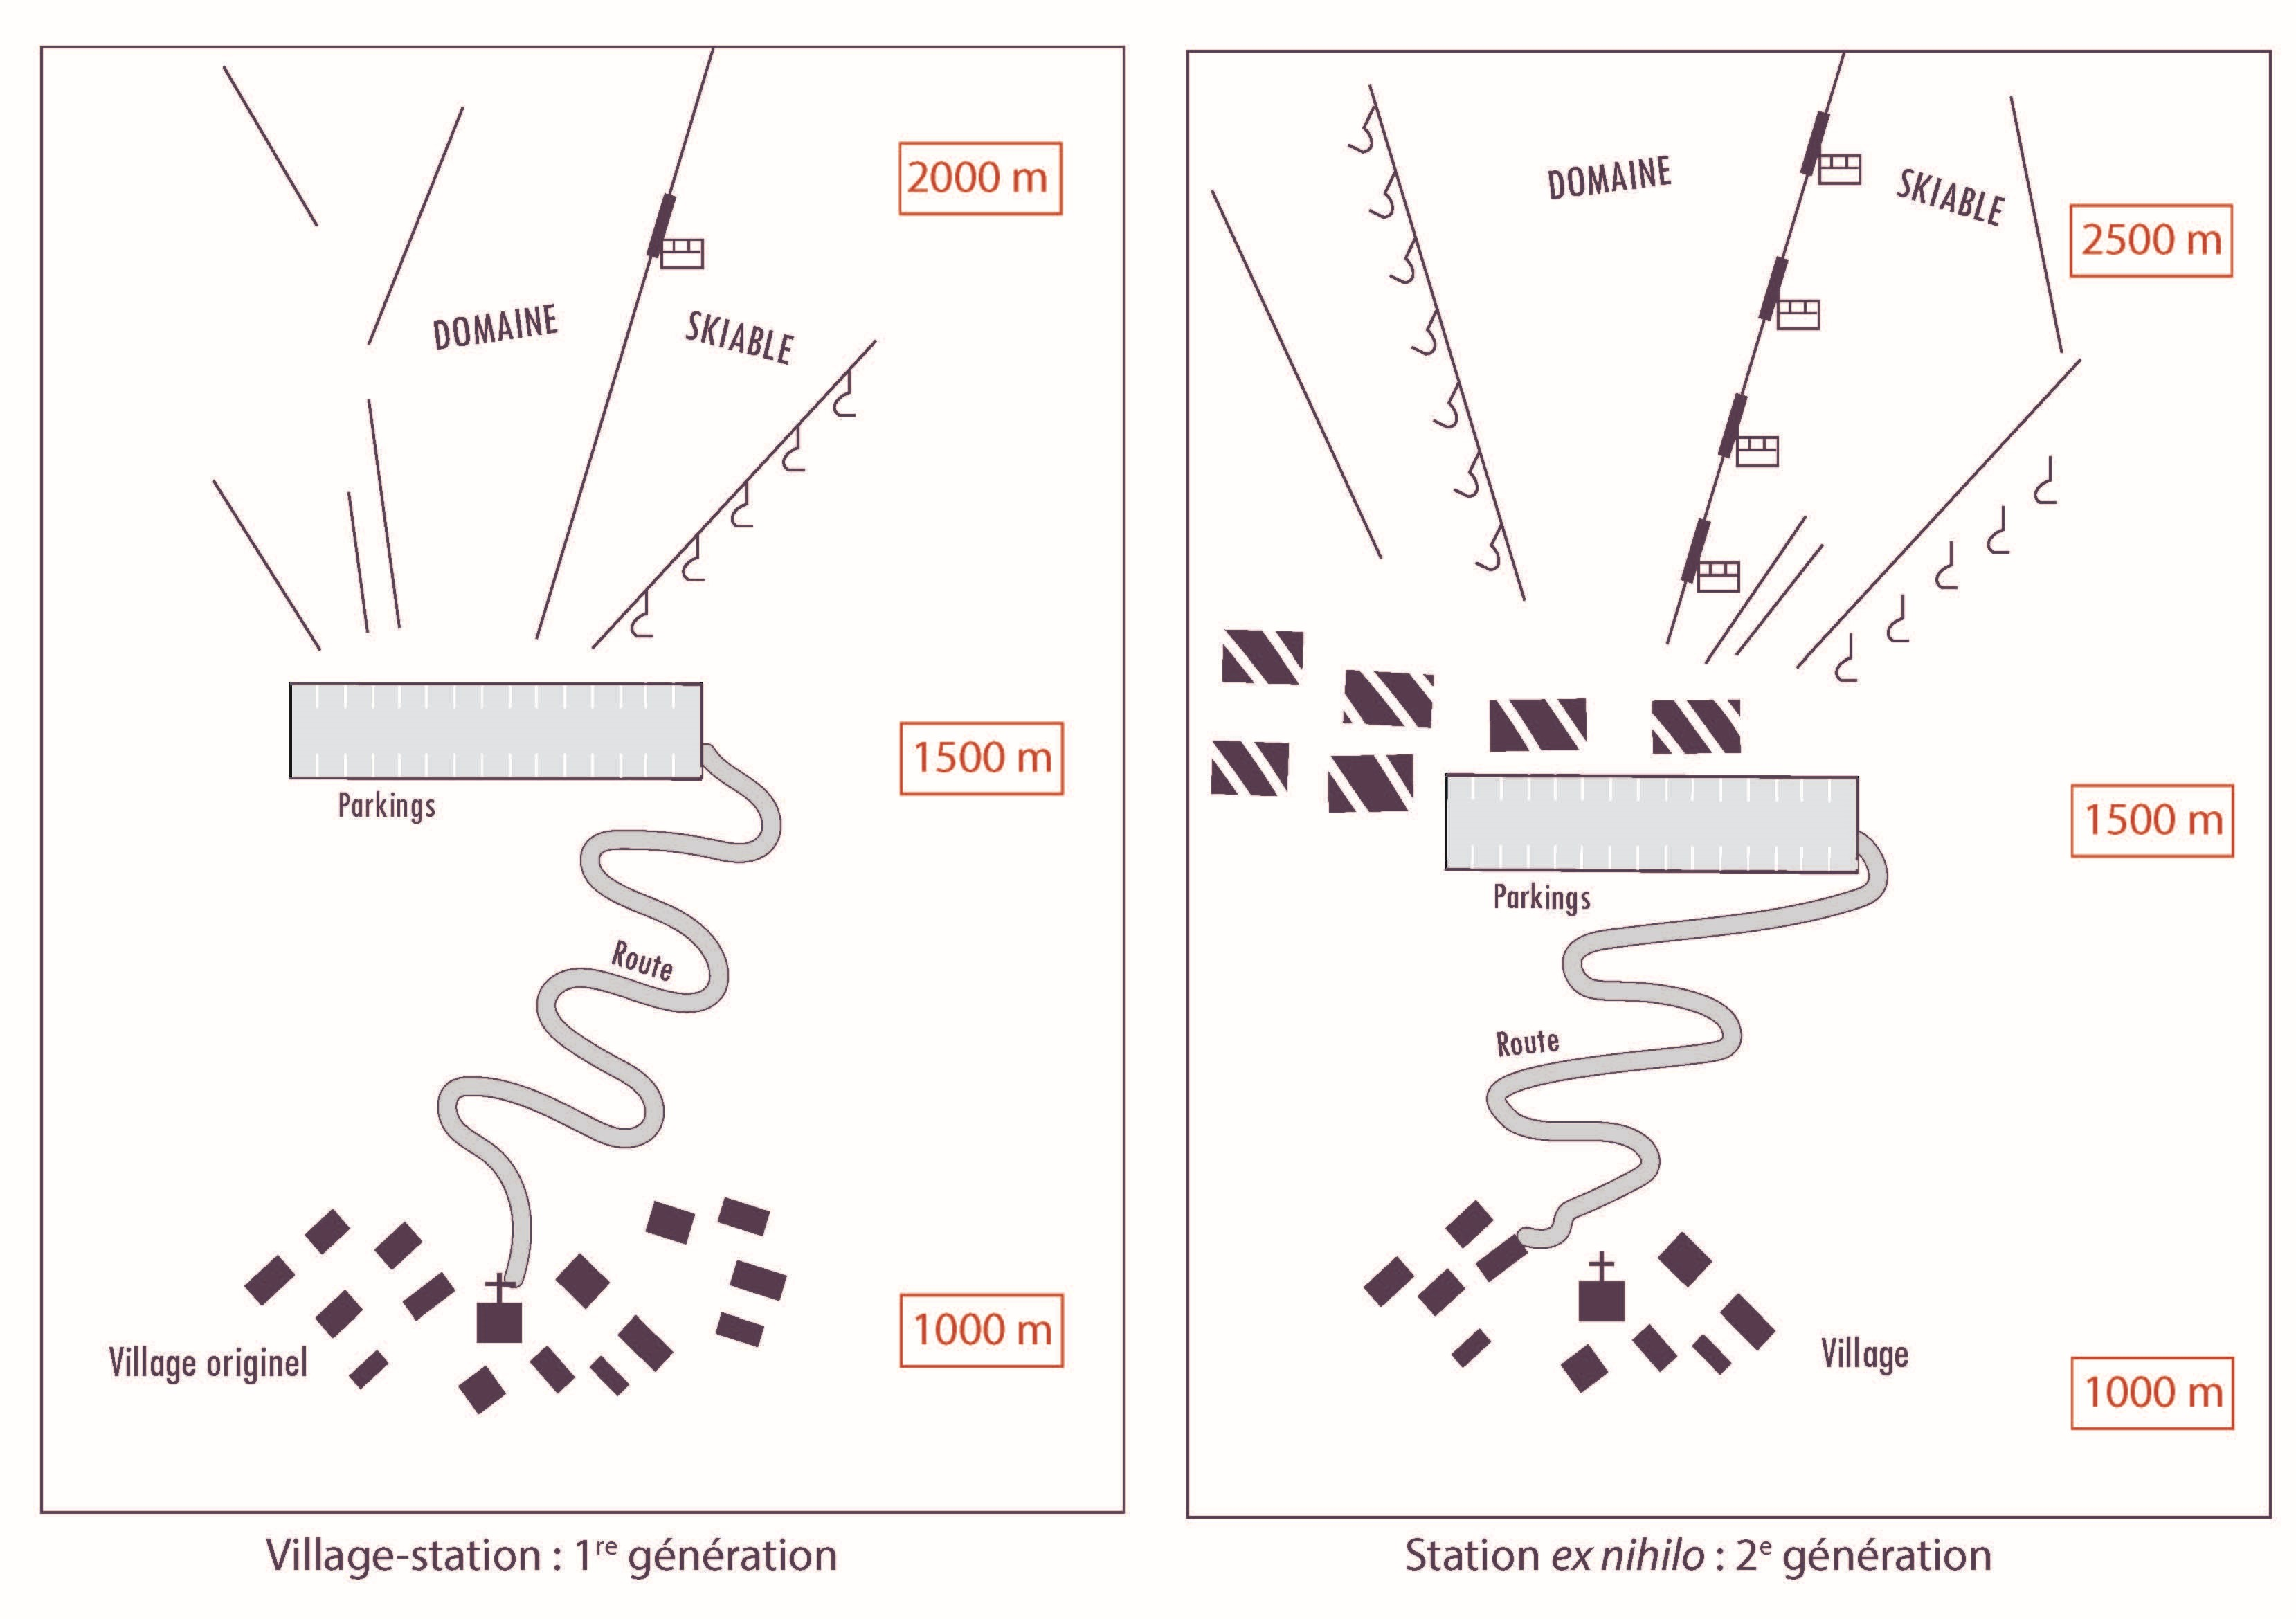 2000 m
DOMAINE
SKIABLE
1500 m
Parkings
Route
1000 m
Village originel
Village-station : 1re génération
DOMAINE
SKIABLE
2500 m
1500 m
Parkings
Route
Village
1000 m
Station ex nihilo : 2e génération